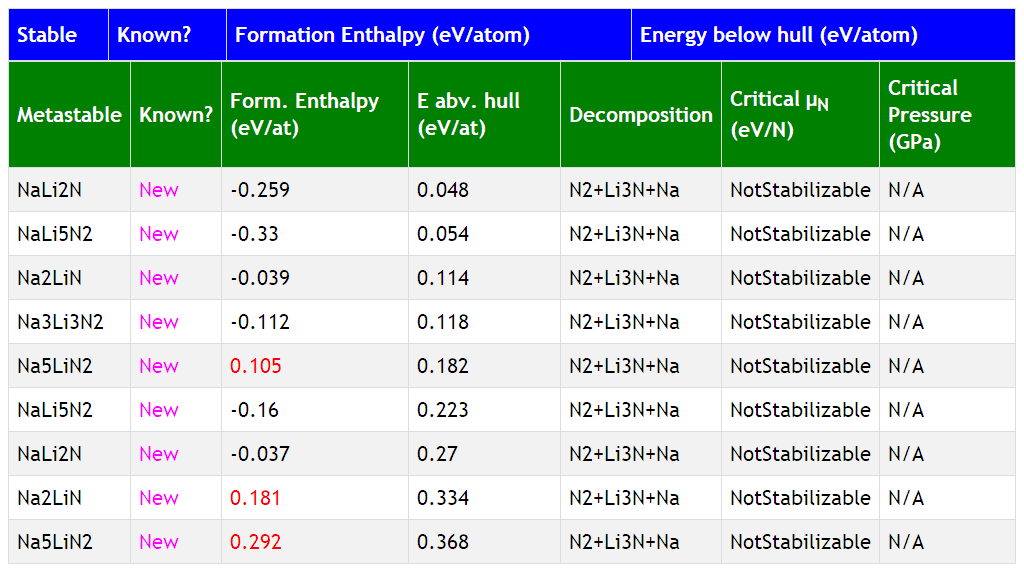 Stable Known? Formation Enthalpy (eV/atom) Energy below hull (eV/atom)
Metastable Known? Form. Enthalpy (eV/at) E abv. hull (eV/at) Decomposition Critical μN (eV/N) Critical Pressure (GPa)
NaLi2N New -0.259 0.048 N2+Li3N+Na NotStabilizable N/A
NaLi5N2 New -0.33 0.054 N2+Li3N+Na NotStabilizable N/A
Na2LiN New -0.039 0.114 N2+Li3N+Na NotStabilizable N/A
Na3Li3N2 New -0.112 0.118 N2+Li3N+Na NotStabilizable N/A
Na5LiN2 New 0.105 0.182 N2+Li3N+Na NotStabilizable N/A
NaLi5N2 New -0.16 0.223 N2+Li3N+Na NotStabilizable N/A
NaLi2N New -0.037 0.27 N2+Li3N+Na NotStabilizable N/A
Na2LiN New 0.181 0.334 N2+Li3N+Na NotStabilizable N/A
Na5LiN2 New 0.292 0.368 N2+Li3N+Na NotStabilizable N/A